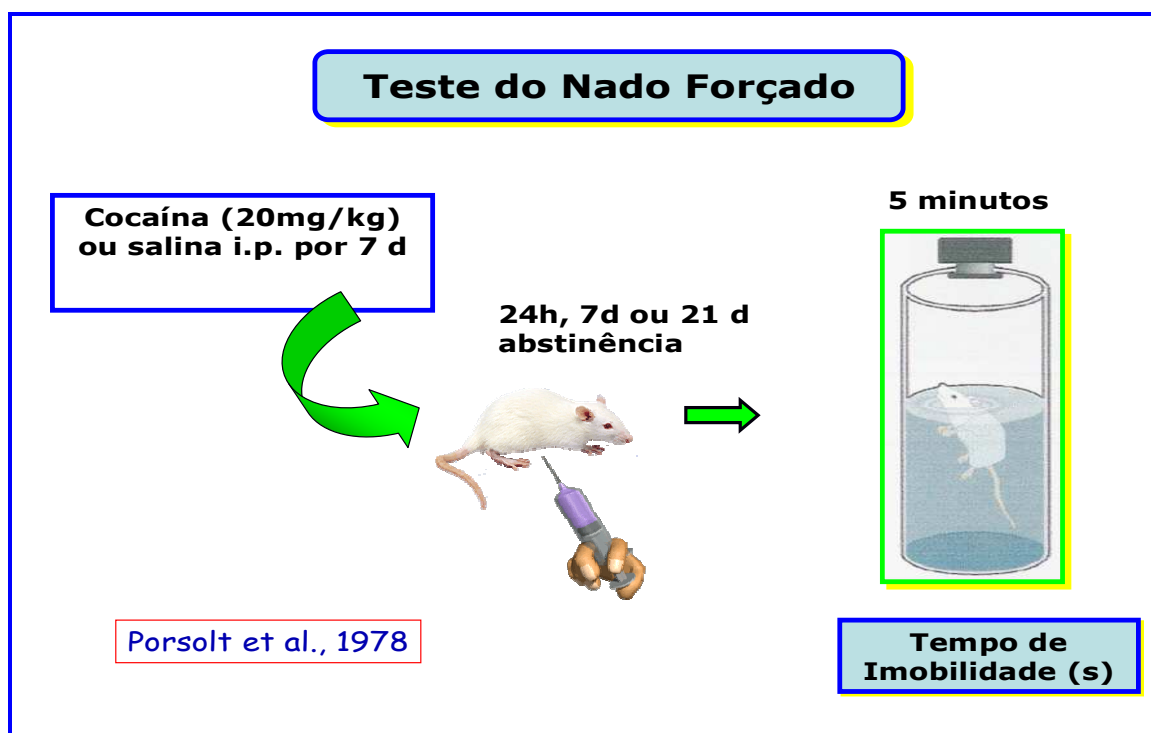 Teste do Nado Forçado
Cocaína (20mg/kg)
ou salina i.p. por 7 d
24h, 7d ou 21 d
abstinência
5 minutos
Porsolt et al., 1978
Tempo de
Imobilidade (s)